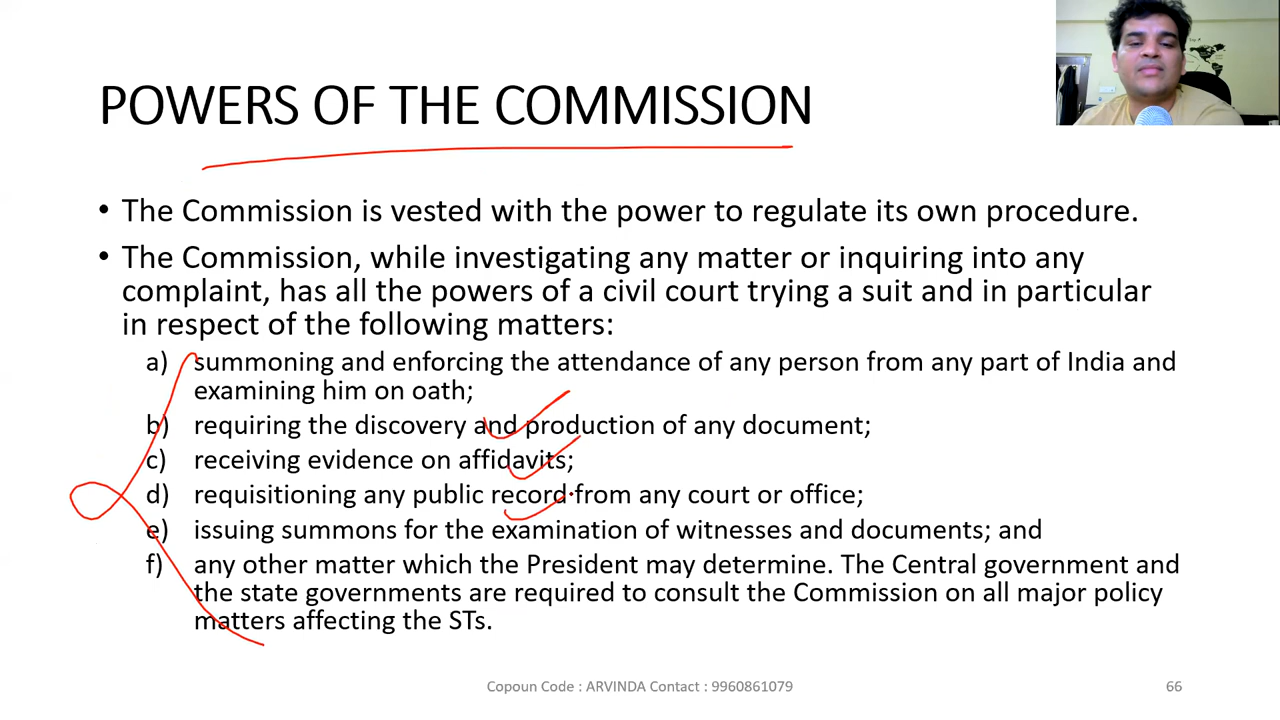 POWERS OF THE COMMISSION
• The Commission is vested with the power to regulate its own procedure.
• The Commission, while investigating any matter or inquiring into any
complaint, has all the powers of a civil court trying a suit and in particular
in respect of the following matters:
a) summoning and enforcing the attendance of any person from any part of India and
examining him on oath;
b) requiring the discovery and production of any document;
c) receiving evidence on affidavits;
d) requisitioning any public record from any court or office;
e) issuing summons for the examination of witnesses and documents; and
f) any other matter which the President may determine. The Central government and
the state governments are required to consult the Commission on all major policy
matters affecting the STs.
Copoun Code : ARVINDA Contact : 9960861079
66